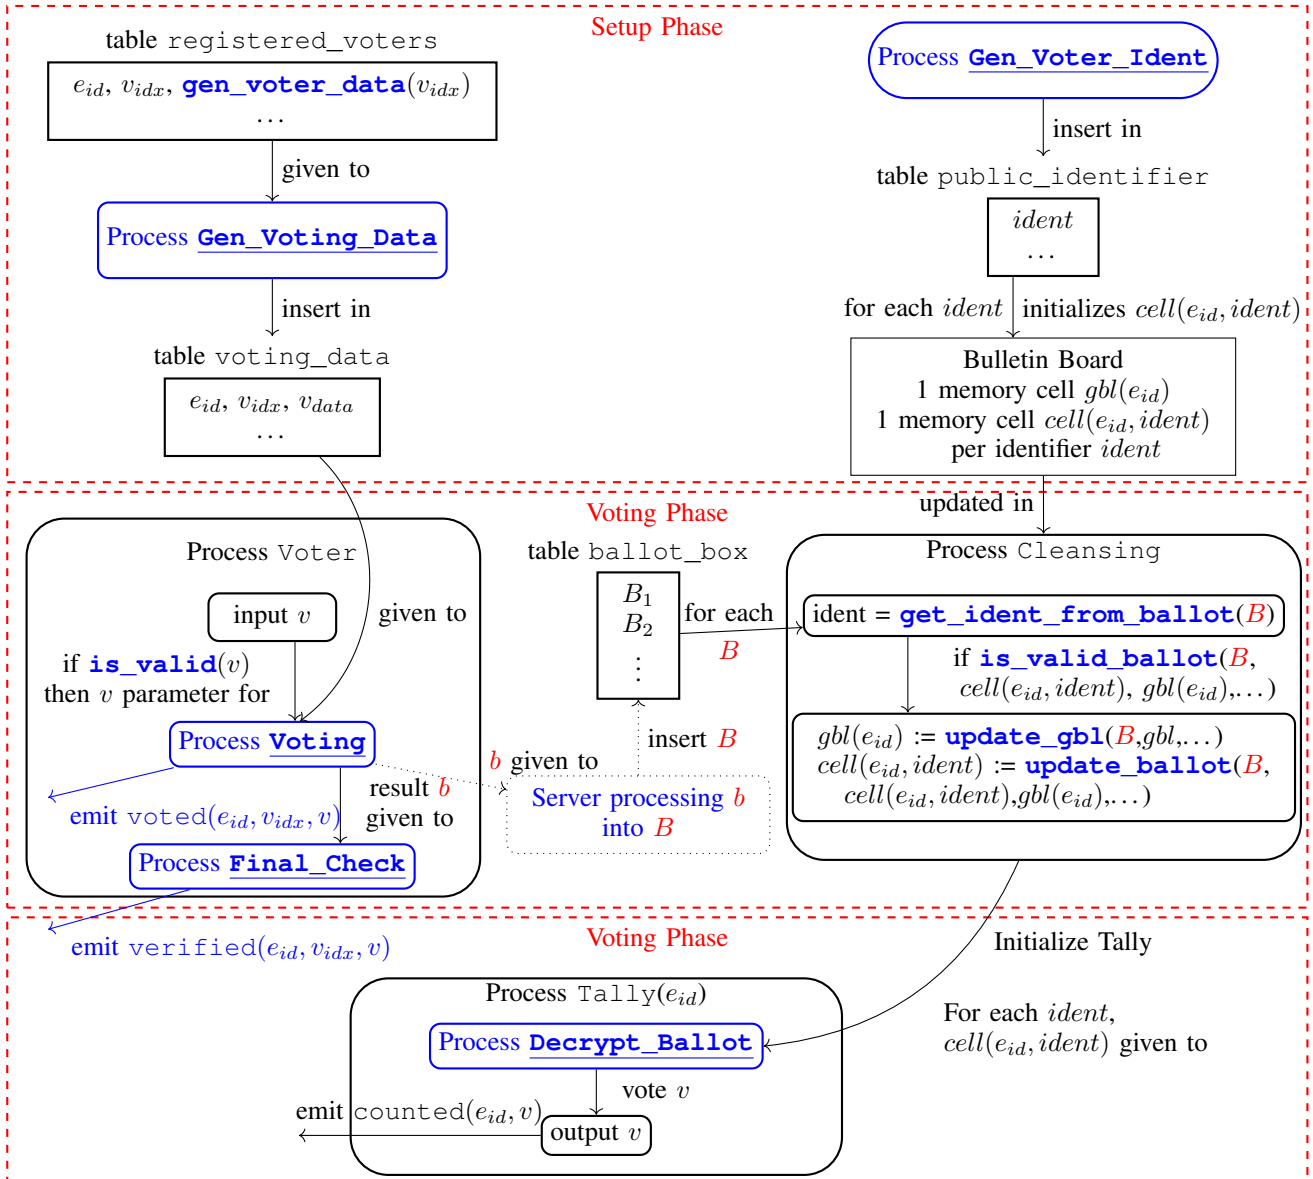 Setup Phase
table registered_voters
e_id, v_idx, gen_voter_data(v_idx)
...
given to
Process Gen_Voting_Data
insert in
table voting_data
e_id, v_idx, v_data
...
Process Gen_Voter_Ident
insert in
table public_identifier
ident
...
for each ident
initializes cell(e_id, ident)
Bulletin Board
1 memory cell gbl(e_id)
1 memory cell cell(e_id, ident)
per identifier ident
updated in
Voting Phase
Process Voter
input v
given to
if is_valid(v)
then v parameter for
Process Voting
emit voted(e_id, v_idx, v)
result b
given to
Process Final_Check
emit verified(e_id, v_idx, v)
b given to
Server processing b
into B
insert B
table ballot_box
B_1
B_2
⋮
for each
B
Process Cleansing
ident = get_ident_from_ballot(B)
if is_valid_ballot(B,
cell(e_id, ident), gbl(e_id),...)
gbl(e_id) := update_gbl(B,gbl,...)
cell(e_id, ident) := update_ballot(B,
cell(e_id, ident),gbl(e_id),...)
Voting Phase
Initialize Tally
For each ident,
cell(e_id, ident) given to
Process Tally(e_id)
Process Decrypt_Ballot
vote v
output v
emit counted(e_id, v)